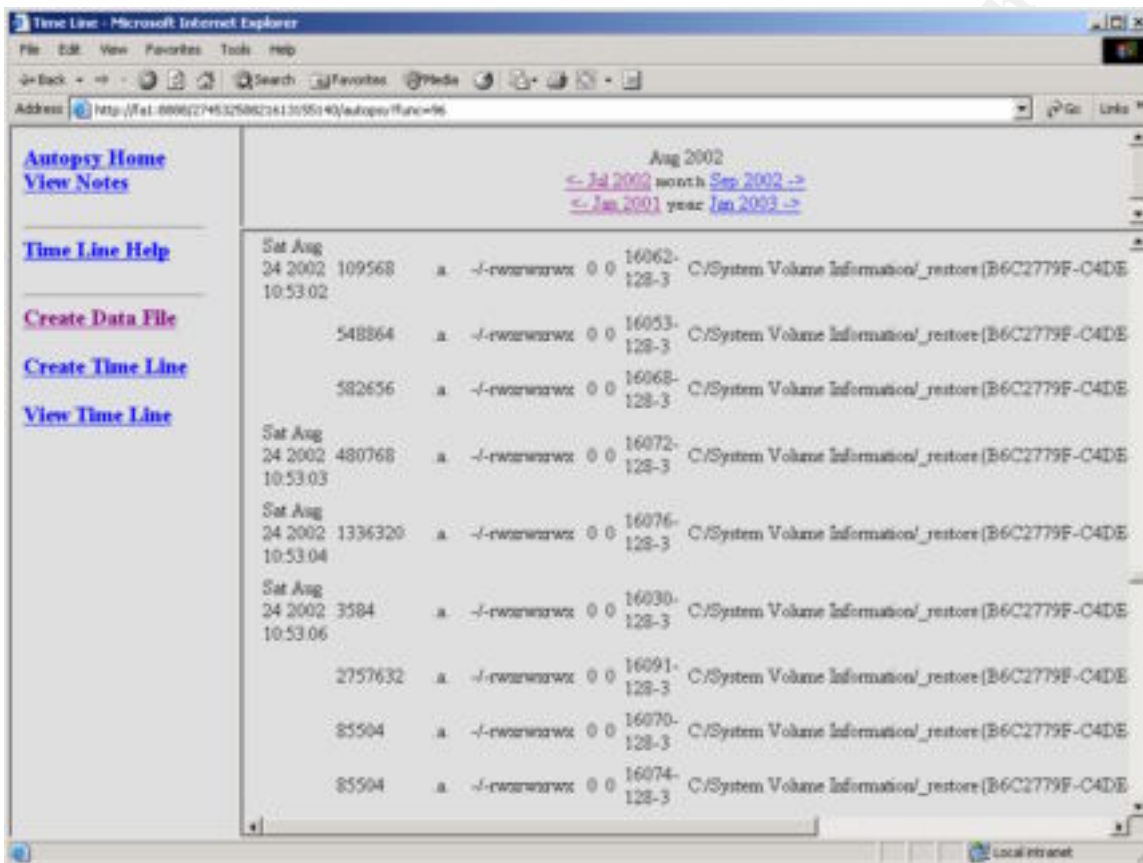 Time Line - Microsoft Internet Explorer
File Edit View Favorites Tools Help
Back Search Favorites Media
Address Go Links »
Autopsy Home
View Notes
Time Line Help
Create Data File
Create Time Line
View Time Line
Aug 2002
<- Jul 2002 month Sep 2002 ->
<- Jan 2001 year Jan 2003 ->
Sat Aug 24 2002 10:53:02 109568 .a. -/-rwxrwxrwx 0 0 16062-128-3 C:/System Volume Information/_restore{B6C2779F-C4DE
548864 .a. -/-rwxrwxrwx 0 0 16053-128-3 C:/System Volume Information/_restore{B6C2779F-C4DE
582656 .a. -/-rwxrwxrwx 0 0 16068-128-3 C:/System Volume Information/_restore{B6C2779F-C4DE
Sat Aug 24 2002 10:53:03 480768 .a. -/-rwxrwxrwx 0 0 16072-128-3 C:/System Volume Information/_restore{B6C2779F-C4DE
Sat Aug 24 2002 10:53:04 1336320 .a. -/-rwxrwxrwx 0 0 16076-128-3 C:/System Volume Information/_restore{B6C2779F-C4DE
Sat Aug 24 2002 10:53:06 3584 .a. -/-rwxrwxrwx 0 0 16030-128-3 C:/System Volume Information/_restore{B6C2779F-C4DE
2757632 .a. -/-rwxrwxrwx 0 0 16091-128-3 C:/System Volume Information/_restore{B6C2779F-C4DE
85504 .a. -/-rwxrwxrwx 0 0 16070-128-3 C:/System Volume Information/_restore{B6C2779F-C4DE
85504 .a. -/-rwxrwxrwx 0 0 16074-128-3 C:/System Volume Information/_restore{B6C2779F-C4DE
Local intranet